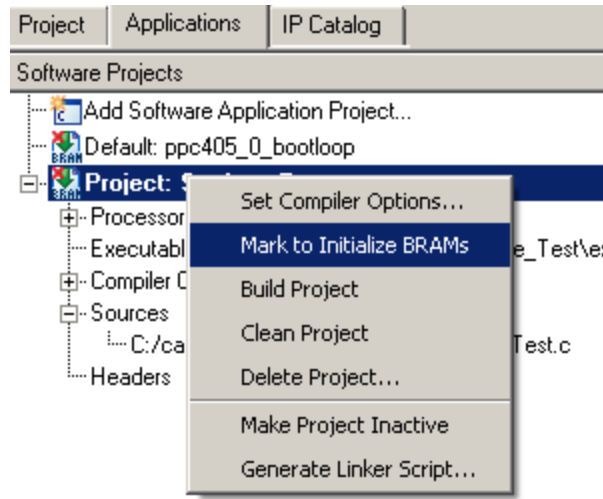 Project Applications IP Catalog
Software Projects
Add Software Application Project...
BRAM Default: ppc405_0_bootloop
BRAM Project:
Set Compiler Options...
Processor
Mark to Initialize BRAMs
Executabl e_Test\e
Compiler
Build Project
Sources
Clean Project
C:/ca Test.c
Headers
Delete Project...
Make Project Inactive
Generate Linker Script...